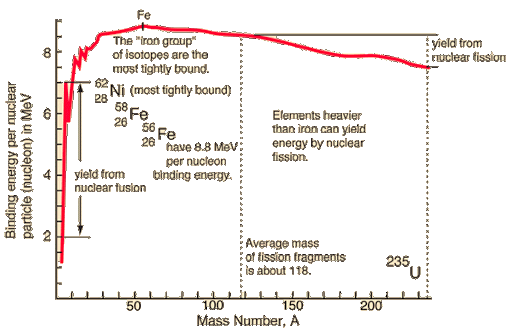 Fe
The "iron group"
of isotopes are the
most tightly bound.
62
28 Ni (most tightly bound)
58
26 Fe
56
26 Fe
have 8.8 MeV
per nucleon
binding energy.
yield from
nuclear fusion
yield from
nuclear fission
Elements heavier
than iron can yield
energy by nuclear
fission.
Average mass
of fission fragments
is about 118.
235 U
Binding energy per nuclear
particle (nucleon) in MeV
8
6
4
2
50
100
150
200
Mass Number, A